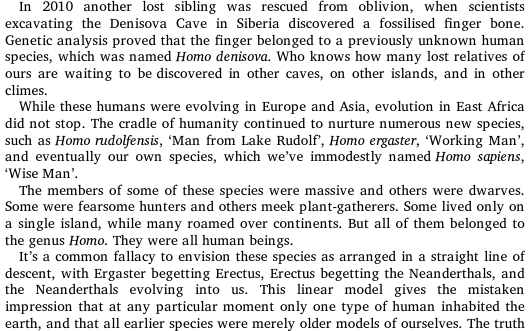 In 2010 another lost sibling was rescued from oblivion, when scientists
excavating the Denisova Cave in Siberia discovered a fossilised finger bone.
Genetic analysis proved that the finger belonged to a previously unknown human
species, which was named Homo denisova. Who knows how many lost relatives of
ours are waiting to be discovered in other caves, on other islands, and in other
climes.
While these humans were evolving in Europe and Asia, evolution in East Africa
did not stop. The cradle of humanity continued to nurture numerous new species,
such as Homo rudolfensis, ‘Man from Lake Rudolf’, Homo ergaster, ‘Working Man’,
and eventually our own species, which we’ve immodestly named Homo sapiens,
‘Wise Man’.
The members of some of these species were massive and others were dwarves.
Some were fearsome hunters and others meek plant-gatherers. Some lived only on
a single island, while many roamed over continents. But all of them belonged to
the genus Homo. They were all human beings.
It’s a common fallacy to envision these species as arranged in a straight line of
descent, with Ergaster begetting Erectus, Erectus begetting the Neanderthals, and
the Neanderthals evolving into us. This linear model gives the mistaken
impression that at any particular moment only one type of human inhabited the
earth, and that all earlier species were merely older models of ourselves. The truth